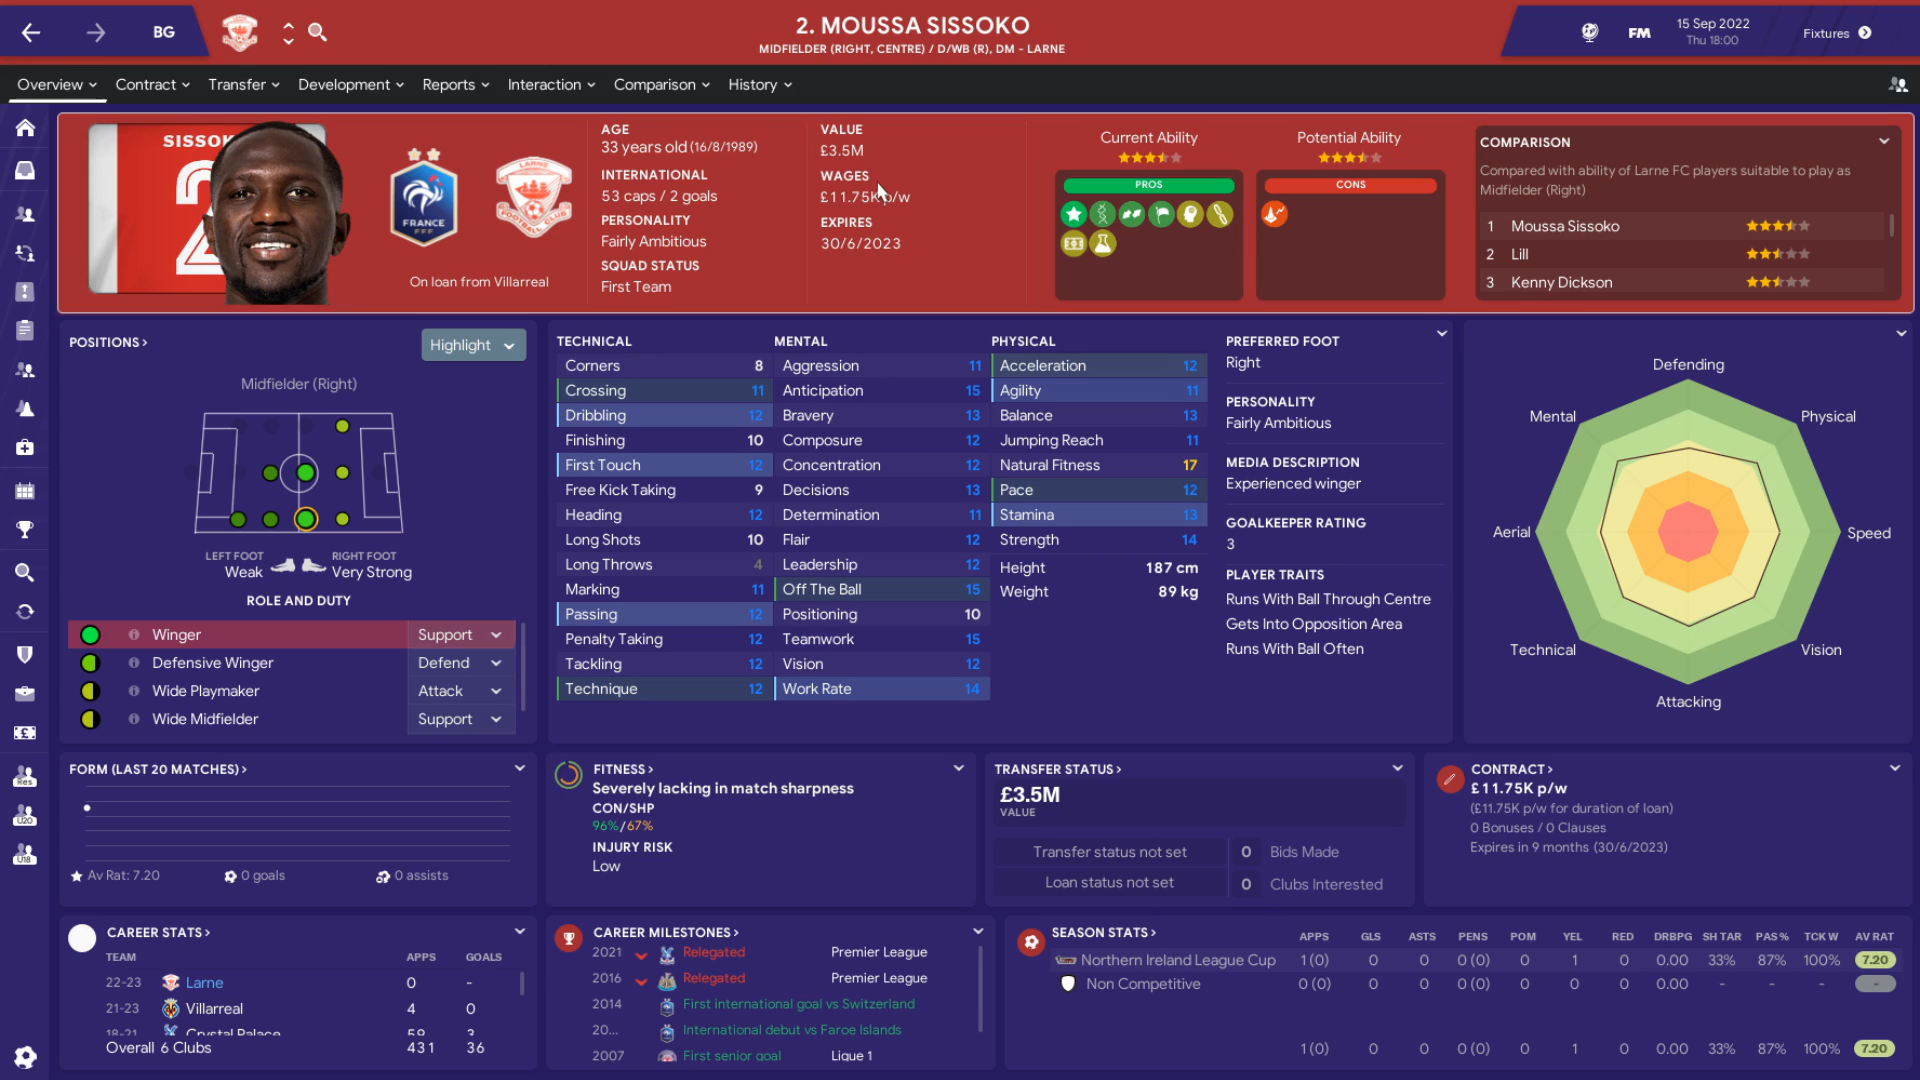 BG
2. MOUSSA SISSOKO
MIDFIELDER (RIGHT, CENTRE) / D/WB (R), DM - LARNE
FM
15 Sep 2022
Thu 18:00
Fixtures
Overview
Contract
Transfer
Development
Reports
Interaction
Comparison
History
SISSOK
2
FRANCE
FFF
LARNE
FOOTBALL CLUB
On loan from Villarreal
AGE
33 years old (16/8/1989)
INTERNATIONAL
53 caps / 2 goals
PERSONALITY
Fairly Ambitious
SQUAD STATUS
First Team
VALUE
£3.5M
WAGES
£11.75K p/w
EXPIRES
30/6/2023
Current Ability
PROS
Potential Ability
CONS
COMPARISON
Compared with ability of Larne FC players suitable to play as
Midfielder (Right)
1 Moussa Sissoko
2 Lill
3 Kenny Dickson
POSITIONS >
Highlight
Midfielder (Right)
LEFT FOOT
Weak
RIGHT FOOT
Very Strong
ROLE AND DUTY
Winger Support
Defensive Winger Defend
Wide Playmaker Attack
Wide Midfielder Support
TECHNICAL
Corners 8
Crossing 11
Dribbling 12
Finishing 10
First Touch 12
Free Kick Taking 9
Heading 12
Long Shots 10
Long Throws 4
Marking 11
Passing 12
Penalty Taking 12
Tackling 12
Technique 12
MENTAL
Aggression 11
Anticipation 15
Bravery 13
Composure 12
Concentration 12
Decisions 13
Determination 11
Flair 12
Leadership 12
Off The Ball 15
Positioning 10
Teamwork 15
Vision 12
Work Rate 14
PHYSICAL
Acceleration 12
Agility 11
Balance 13
Jumping Reach 11
Natural Fitness 17
Pace 12
Stamina 13
Strength 14
Height 187 cm
Weight 89 kg
PREFERRED FOOT
Right
PERSONALITY
Fairly Ambitious
MEDIA DESCRIPTION
Experienced winger
GOALKEEPER RATING
3
PLAYER TRAITS
Runs With Ball Through Centre
Gets Into Opposition Area
Runs With Ball Often
Defending
Physical
Speed
Vision
Attacking
Technical
Aerial
Mental
FORM (LAST 20 MATCHES) >
Av Rat: 7.20
0 goals
0 assists
FITNESS >
Severely lacking in match sharpness
CON/SHP
96%/67%
INJURY RISK
Low
TRANSFER STATUS >
£3.5M
VALUE
Transfer status not set
0 Bids Made
Loan status not set
0 Clubs Interested
CONTRACT >
£11.75K p/w
(£11.75K p/w for duration of loan)
0 Bonuses / 0 Clauses
Expires in 9 months (30/6/2023)
Res
U20
U18
CAREER STATS >
TEAM APPS GOALS
22-23 Larne 0 -
21-23 Villarreal 4 0
18-21 Crystal Palace 59 3
Overall 6 Clubs 431 36
CAREER MILESTONES >
2021 Relegated Premier League
2016 Relegated Premier League
2014 First international goal vs Switzerland
20... International debut vs Faroe Islands
2007 First senior goal Ligue 1
SEASON STATS > APPS GLS ASTS PENS POM YEL RED DRBPG SH TAR PAS % TCK W AV RAT
Northern Ireland League Cup 1 (0) 0 0 0 (0) 0 1 0 0.00 33% 87% 100% 7.20
Non Competitive 0 (0) 0 0 0 (0) 0 0 0 0.00 - - - -
1 (0) 0 0 0 (0) 0 1 0 0.00 33% 87% 100% 7.20